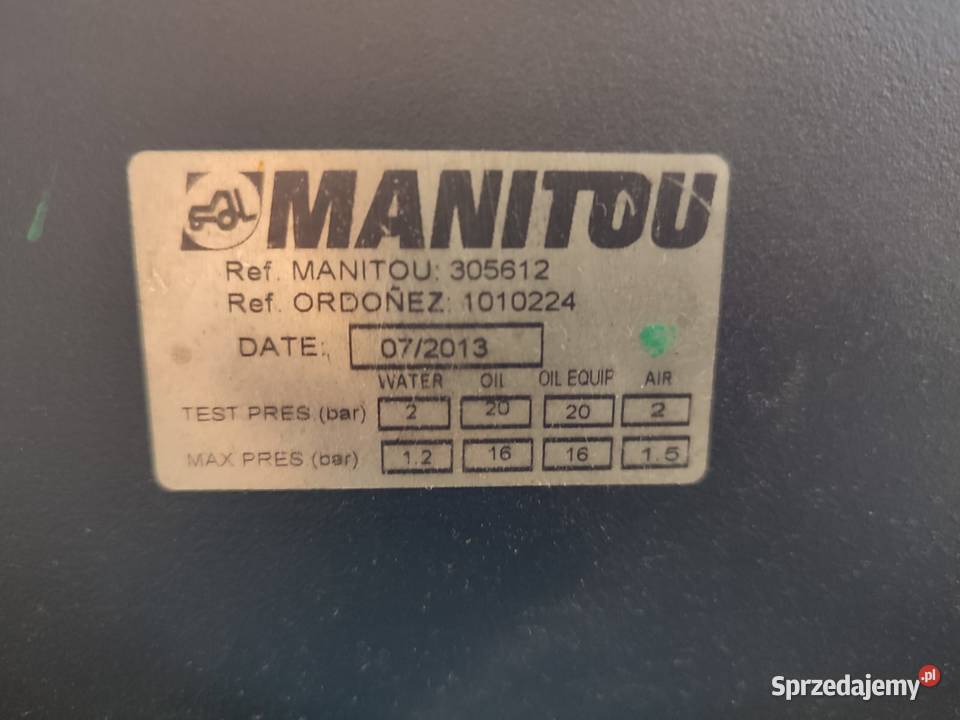 MANITOU
Ref. MANITOU: 305612
Ref. ORDOÑEZ: 1010224
DATE: 07/2013
WATER OIL OIL EQUIP AIR
TEST PRES (bar) 2 20 20 2
MAX PRES (bar) 1.2 16 16 1.5
Sprzedajemy.pl